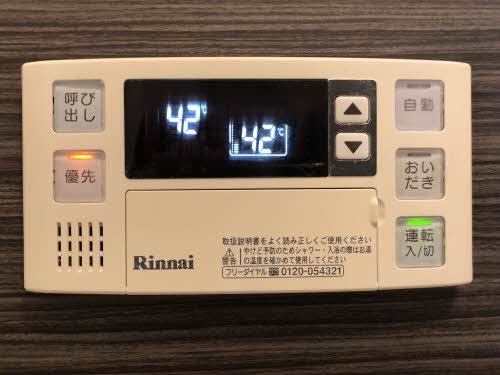 呼び
出し
優先
42℃
42℃
自動
おい
だき
運転
入/切
取扱説明書をよく読み正しくご使用ください
警告
やけど予防のためシャワー・入浴の際はお湯
の温度を確かめて使用してください
Rinnai
フリーダイヤル 0120-054321